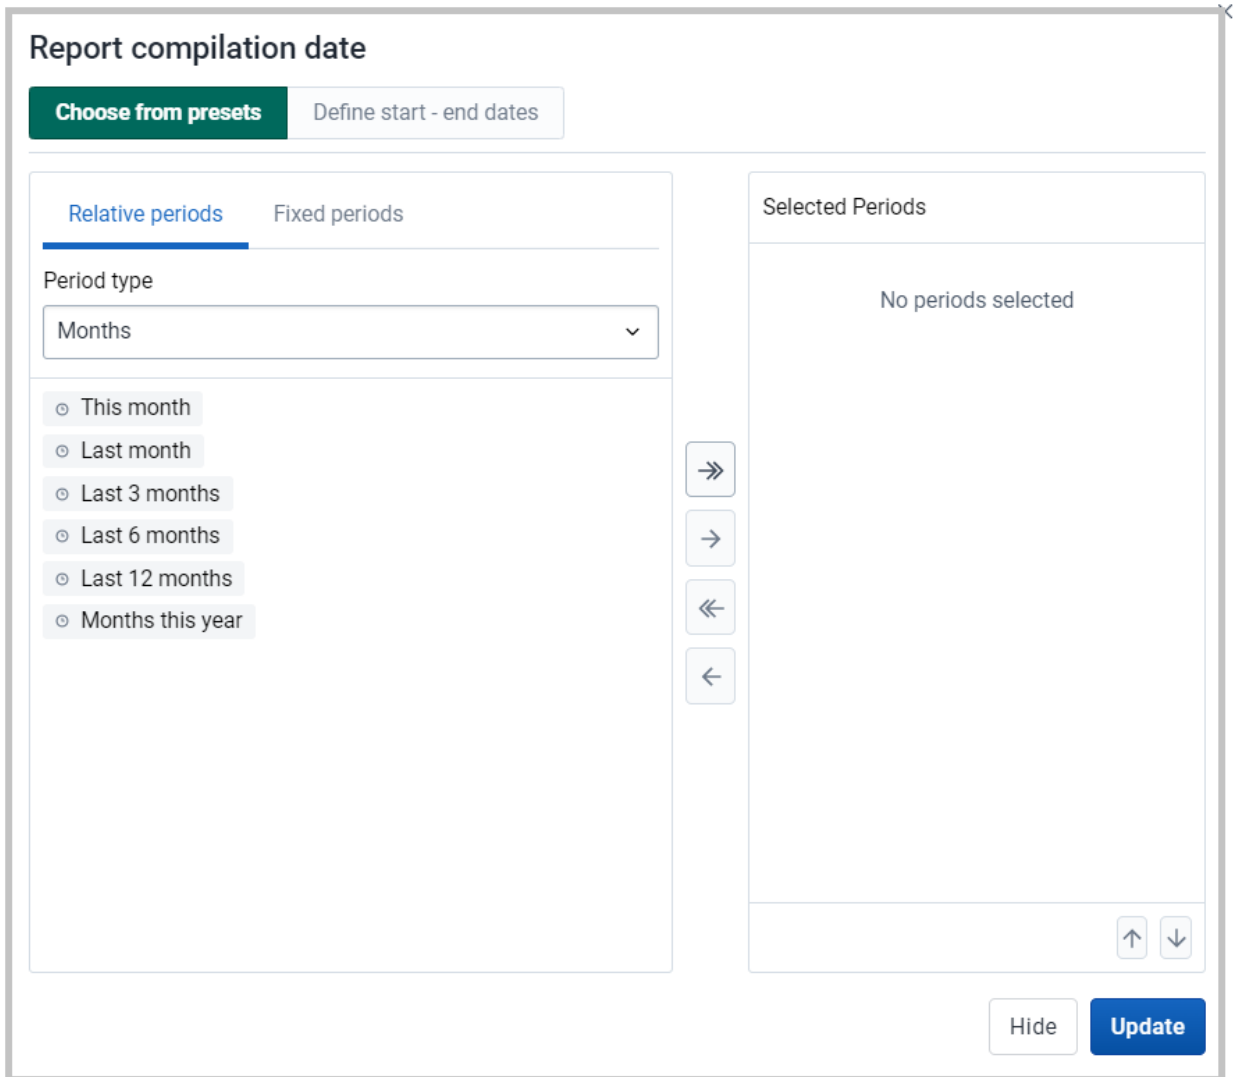 Report compilation date
Choose from presets
Define start - end dates
Relative periods
Fixed periods
Period type
Months
This month
Last month
Last 3 months
Last 6 months
Last 12 months
Months this year
Selected Periods
No periods selected
Hide
Update